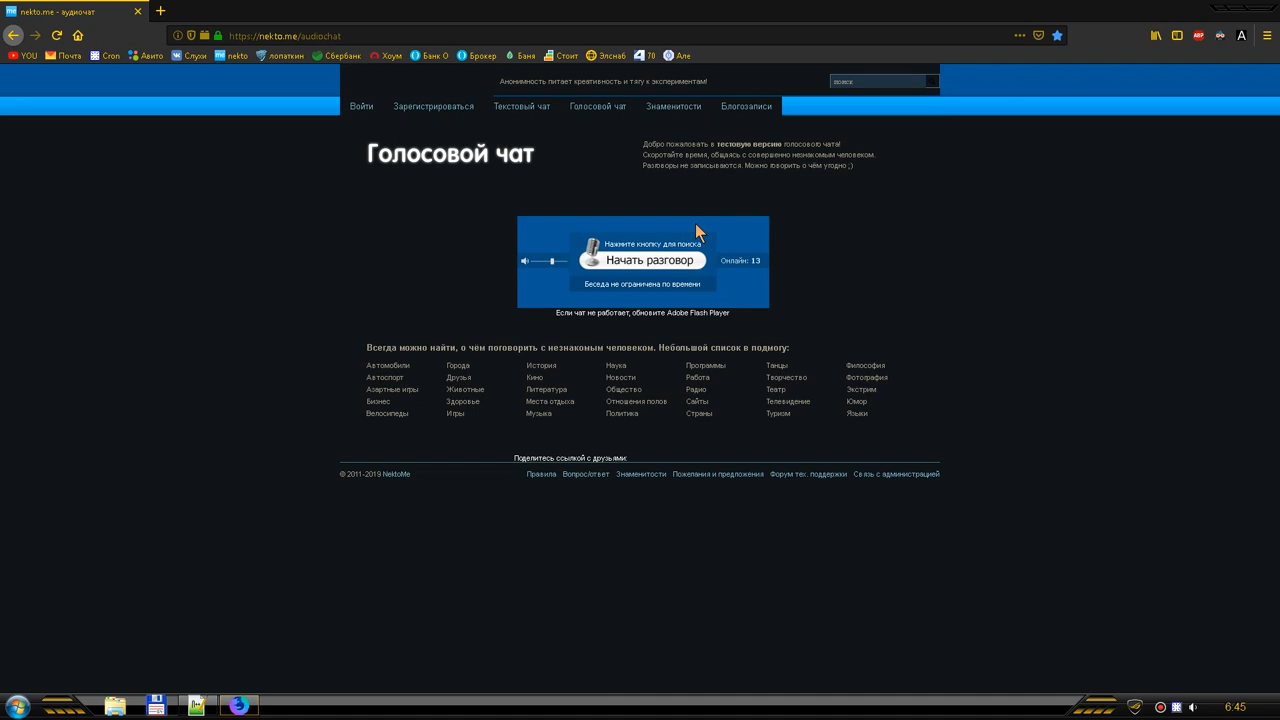 nekto.me - аудиочат
https://nekto.me/audiochat
YOU Почта Cron Авито Слухи nekto лопаткин Сбербанк Хоум Банк О Брокер Баня Стоит Элснаб 70 Але
Анонимность питает креативность и тягу к экспериментам!
поиск
Войти Зарегистрироваться Текстовый чат Голосовой чат Знаменитости Блогозаписи
Голосовой чат
Добро пожаловать в тестовую версию голосового чата!
Скоротайте время, общаясь с совершенно незнакомым человеком.
Разговоры не записываются. Можно говорить о чём угодно ;)
Нажмите кнопку для поиска
Начать разговор
Онлайн: 13
Беседа не ограничена по времени
Если чат не работает, обновите Adobe Flash Player
Всегда можно найти, о чём поговорить с незнакомым человеком. Небольшой список в подмогу:
Автомобили Города История Наука Программы Танцы Философия
Автоспорт Друзья Кино Новости Работа Творчество Фотография
Азартные игры Животные Литература Общество Радио Театр Экстрим
Бизнес Здоровье Места отдыха Отношения полов Сайты Телевидение Юмор
Велосипеды Игры Музыка Политика Страны Туризм Языки
Поделитесь ссылкой с друзьями:
© 2011-2019 NektoMe Правила Вопрос/ответ Знаменитости Пожелания и предложения Форум тех. поддержки Связь с администрацией
6:45